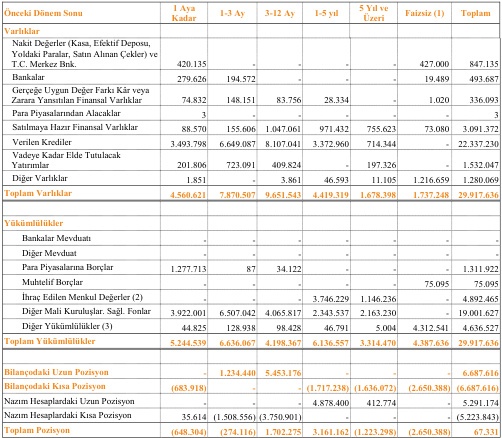 Önceki Dönem Sonu 1 Aya Kadar 1-3 Ay 3-12 Ay 1-5 yıl 5 Yıl ve Üzeri Faizsiz (1) Toplam
Varlıklar
Nakit Değerler (Kasa, Efektif Deposu,
Yoldaki Paralar, Satın Alınan Çekler) ve
T.C. Merkez Bnk. 420.135 - - - - 427.000 847.135
Bankalar 279.626 194.572 - - - 19.489 493.687
Gerçeğe Uygun Değer Farkı Kâr veya
Zarara Yansıtılan Finansal Varlıklar 74.832 148.151 83.756 28.334 - 1.020 336.093
Para Piyasalarından Alacaklar 3 - - - - - 3
Satılmaya Hazır Finansal Varlıklar 88.570 155.606 1.047.061 971.432 755.623 73.080 3.091.372
Verilen Krediler 3.493.798 6.649.087 8.107.041 3.372.960 714.344 - 22.337.230
Vadeye Kadar Elde Tutulacak
Yatırımlar 201.806 723.091 409.824 - 197.326 - 1.532.047
Diğer Varlıklar 1.851 - 3.861 46.593 11.105 1.216.659 1.280.069
Toplam Varlıklar 4.560.621 7.870.507 9.651.543 4.419.319 1.678.398 1.737.248 29.917.636
Yükümlülükler
Bankalar Mevduatı - - - - - - -
Diğer Mevduat - - - - - - -
Para Piyasalarına Borçlar 1.277.713 87 34.122 - - - 1.311.922
Muhtelif Borçlar - - - - - 75.095 75.095
İhraç Edilen Menkul Değerler (2) - - - 3.746.229 1.146.236 - 4.892.465
Diğer Mali Kuruluşlar. Sağl. Fonlar 3.922.001 6.507.042 4.065.817 2.343.537 2.163.230 - 19.001.627
Diğer Yükümlülükler (3) 44.825 128.938 98.428 46.791 5.004 4.312.541 4.636.527
Toplam Yükümlülükler 5.244.539 6.636.067 4.198.367 6.136.557 3.314.470 4.387.636 29.917.636
Bilançodaki Uzun Pozisyon - 1.234.440 5.453.176 - - - 6.687.616
Bilançodaki Kısa Pozisyon (683.918) - - (1.717.238) (1.636.072) (2.650.388) (6.687.616)
Nazım Hesaplardaki Uzun Pozisyon - - - 4.878.400 412.774 - 5.291.174
Nazım Hesaplardaki Kısa Pozisyon 35.614 (1.508.556) (3.750.901) - - - (5.223.843)
Toplam Pozisyon (648.304) (274.116) 1.702.275 3.161.162 (1.223.298) (2.650.388) 67.331